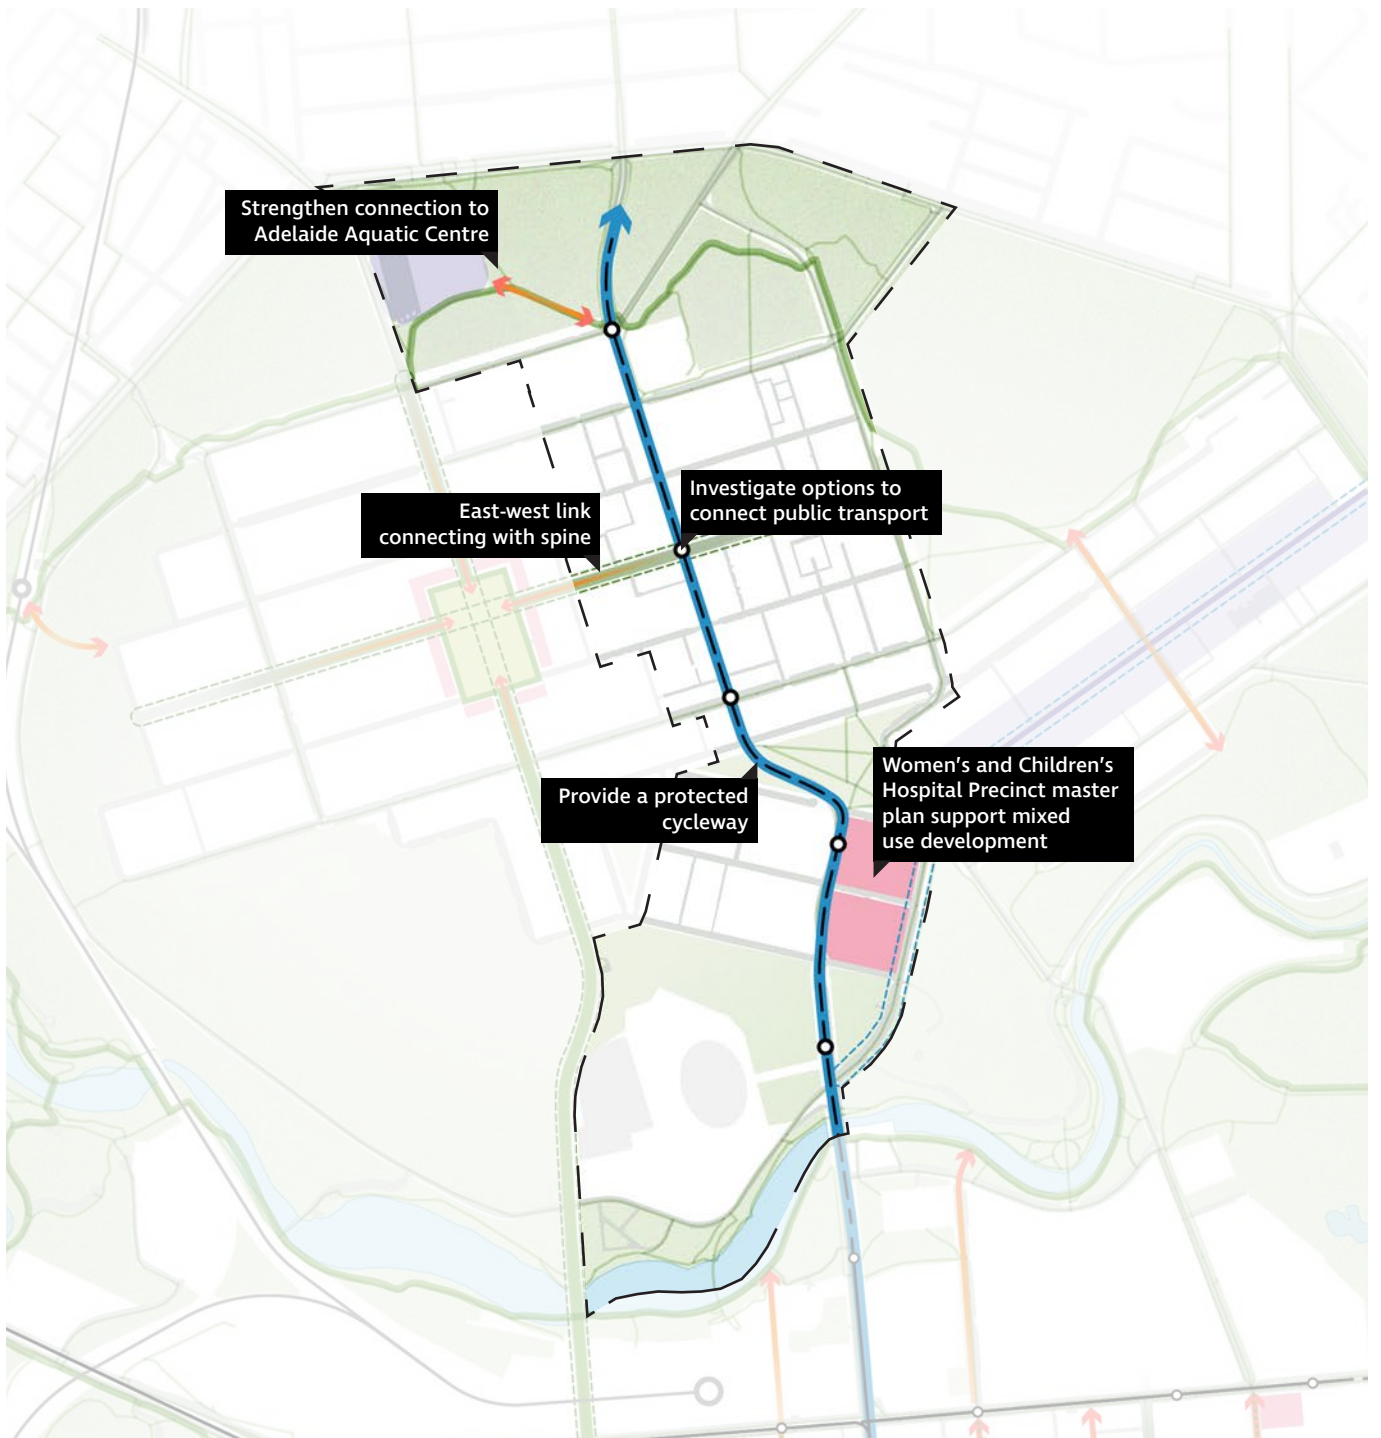 Strengthen connection to
Adelaide Aquatic Centre
Investigate options to
connect public transport
East-west link
connecting with spine
Women’s and Children’s
Hospital Precinct master
plan support mixed
use development
Provide a protected
cycleway